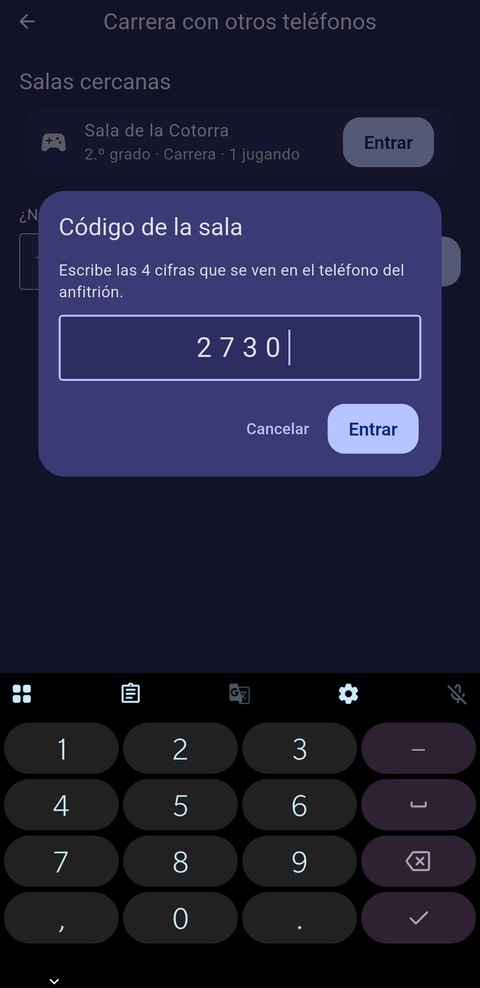 Carrera con otros teléfonos
Salas cercanas
Sala de la Cotorra
2.º grado · Carrera · 1 jugando
Entrar
¿N
Código de la sala
Escribe las 4 cifras que se ven en el teléfono del
anfitrión.
2730
Cancelar
Entrar
1 2 3 –
4 5 6
7 8 9
, 0 .